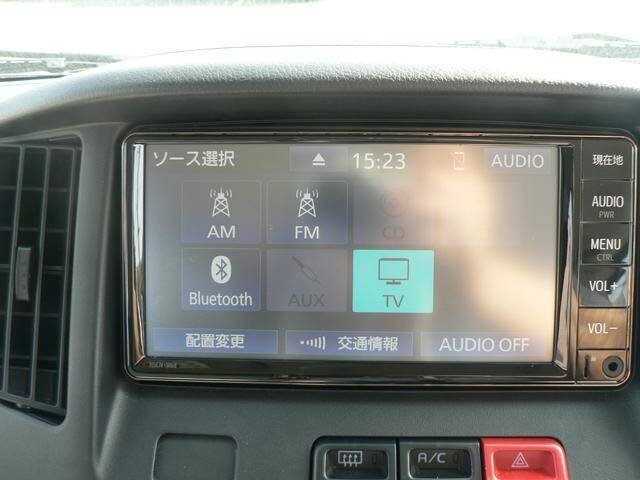 ソース選択 15:23 AUDIO
AM FM CD
Bluetooth AUX TV
配置変更 交通情報 AUDIO OFF
現在地
AUDIO
PWR
MENU
CTRL
VOL+
VOL-
A/C